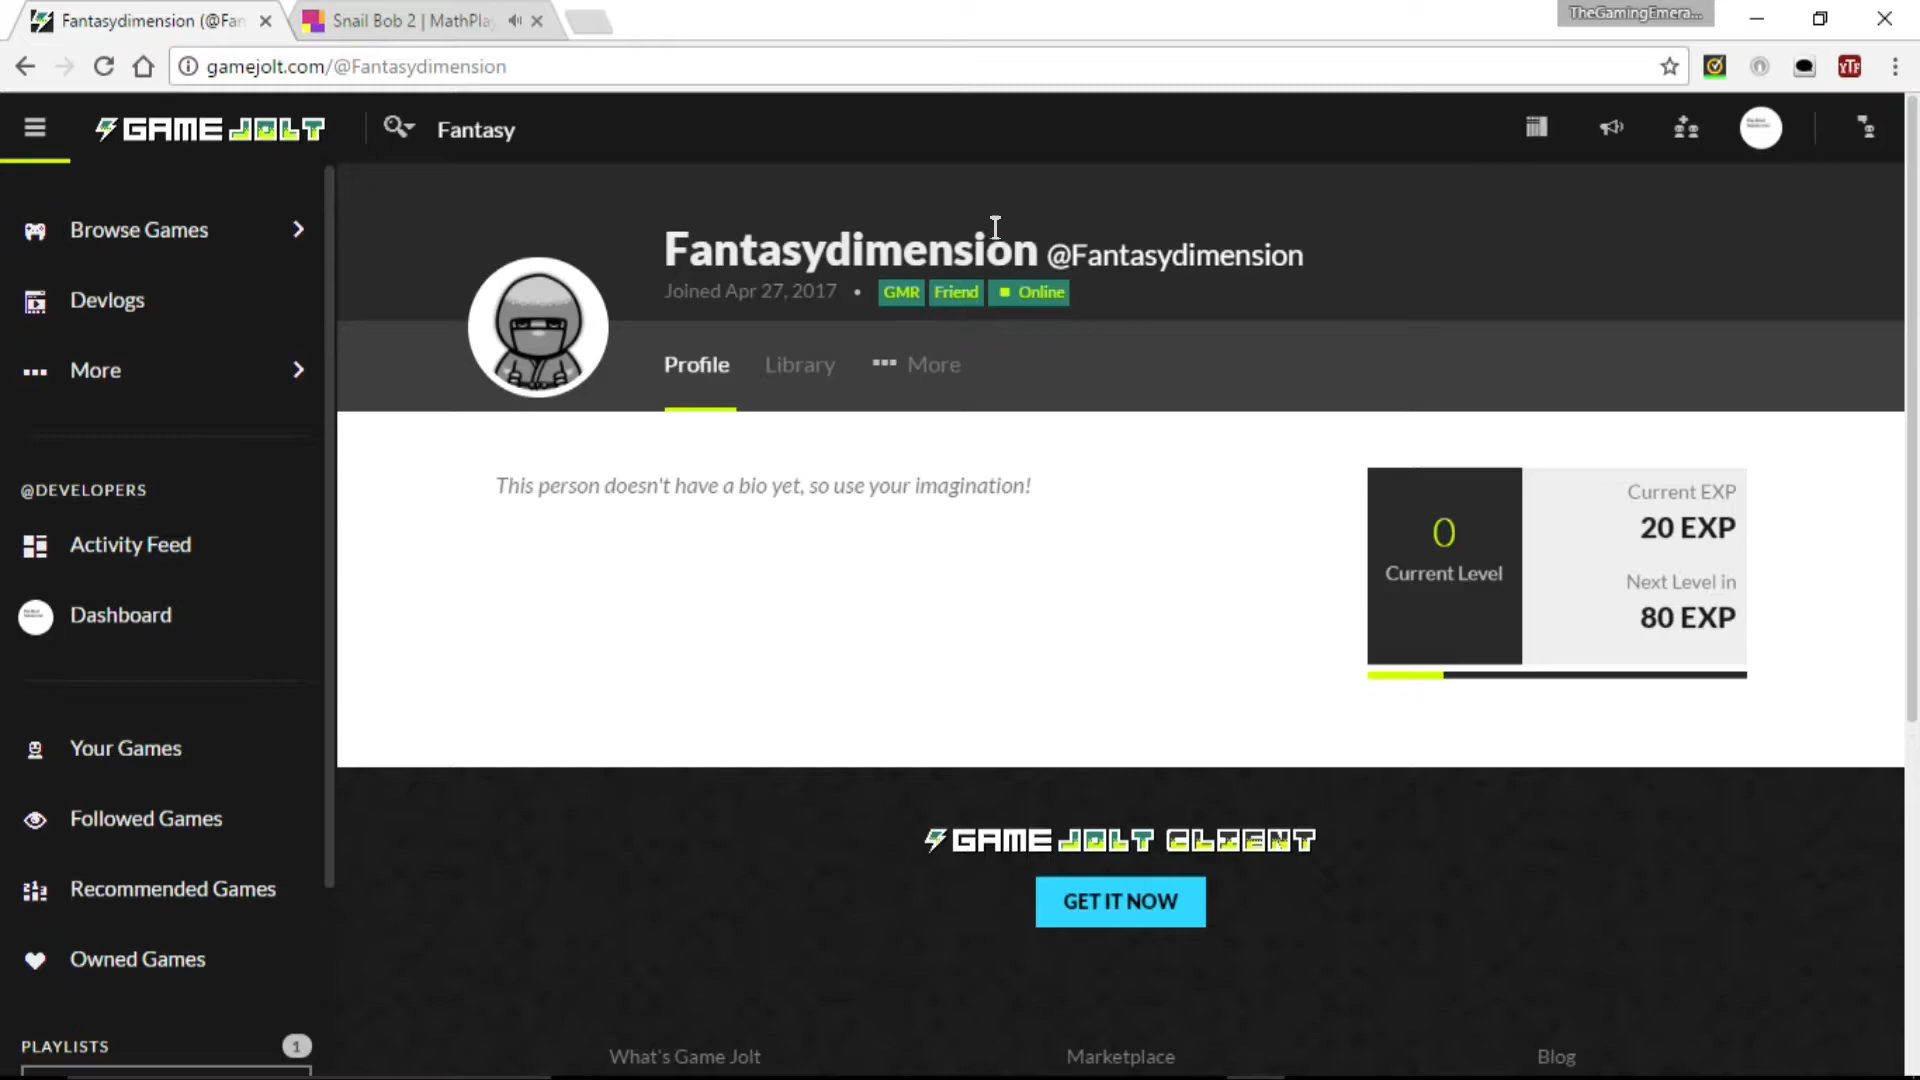 Fantasydimension (@Fan
Snail Bob 2 | MathPla
TheGamingEmera...
gamejolt.com/@Fantasydimension
YTF
GAME JOLT
Fantasy
Browse Games
Devlogs
More
@DEVELOPERS
Activity Feed
Dashboard
Your Games
Followed Games
Recommended Games
Owned Games
PLAYLISTS
1
Fantasydimension @Fantasydimension
Joined Apr 27, 2017 • GMR Friend Online
Profile Library More
This person doesn't have a bio yet, so use your imagination!
0
Current Level
Current EXP
20 EXP
Next Level in
80 EXP
GAME JOLT CLIENT
GET IT NOW
What's Game Jolt Marketplace Blog